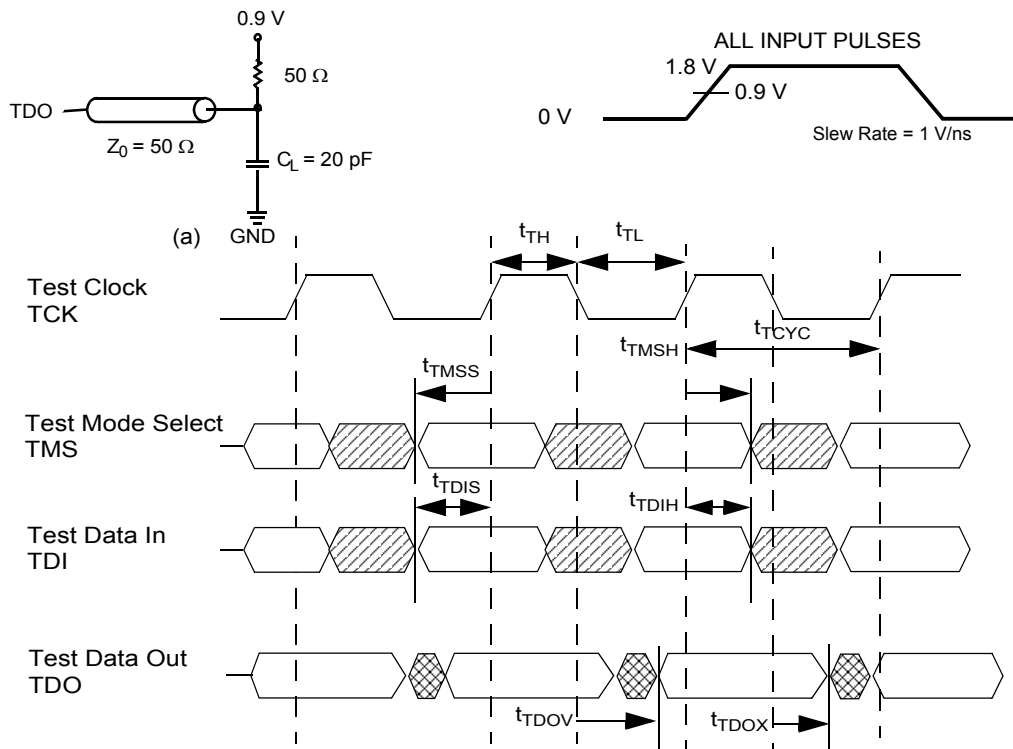 0.9 V
50 Ω
TDO
Z0 = 50 Ω
CL = 20 pF
(a)
GND
ALL INPUT PULSES
1.8 V
0.9 V
0 V
Slew Rate = 1 V/ns
tTH
tTL
Test Clock
TCK
tTMSH
tTCYC
tTMSS
Test Mode Select
TMS
tTDIS
tTDIH
Test Data In
TDI
Test Data Out
TDO
tTDOV
tTDOX